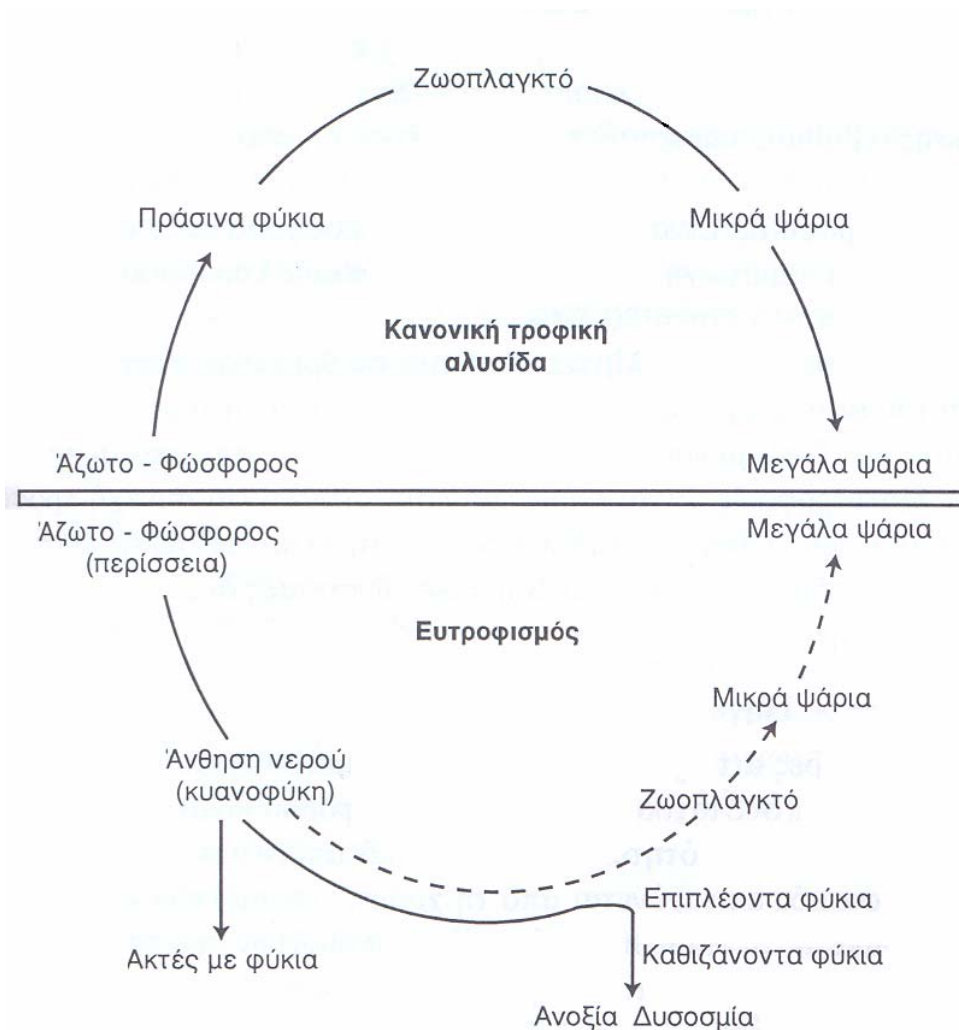 Ζωοπλαγκτό
Πράσινα φύκια
Μικρά ψάρια
Κανονική τροφική
αλυσίδα
Άζωτο - Φώσφορος
Μεγάλα ψάρια
Άζωτο - Φώσφορος
(περίσσεια)
Μεγάλα ψάρια
Ευτροφισμός
Μικρά ψάρια
Άνθηση νερού
(κυανοφύκη)
Ζωοπλαγκτό
Επιπλέοντα φύκια
Ακτές με φύκια
Καθιζάνοντα φύκια
Ανοξία Δυσοσμία